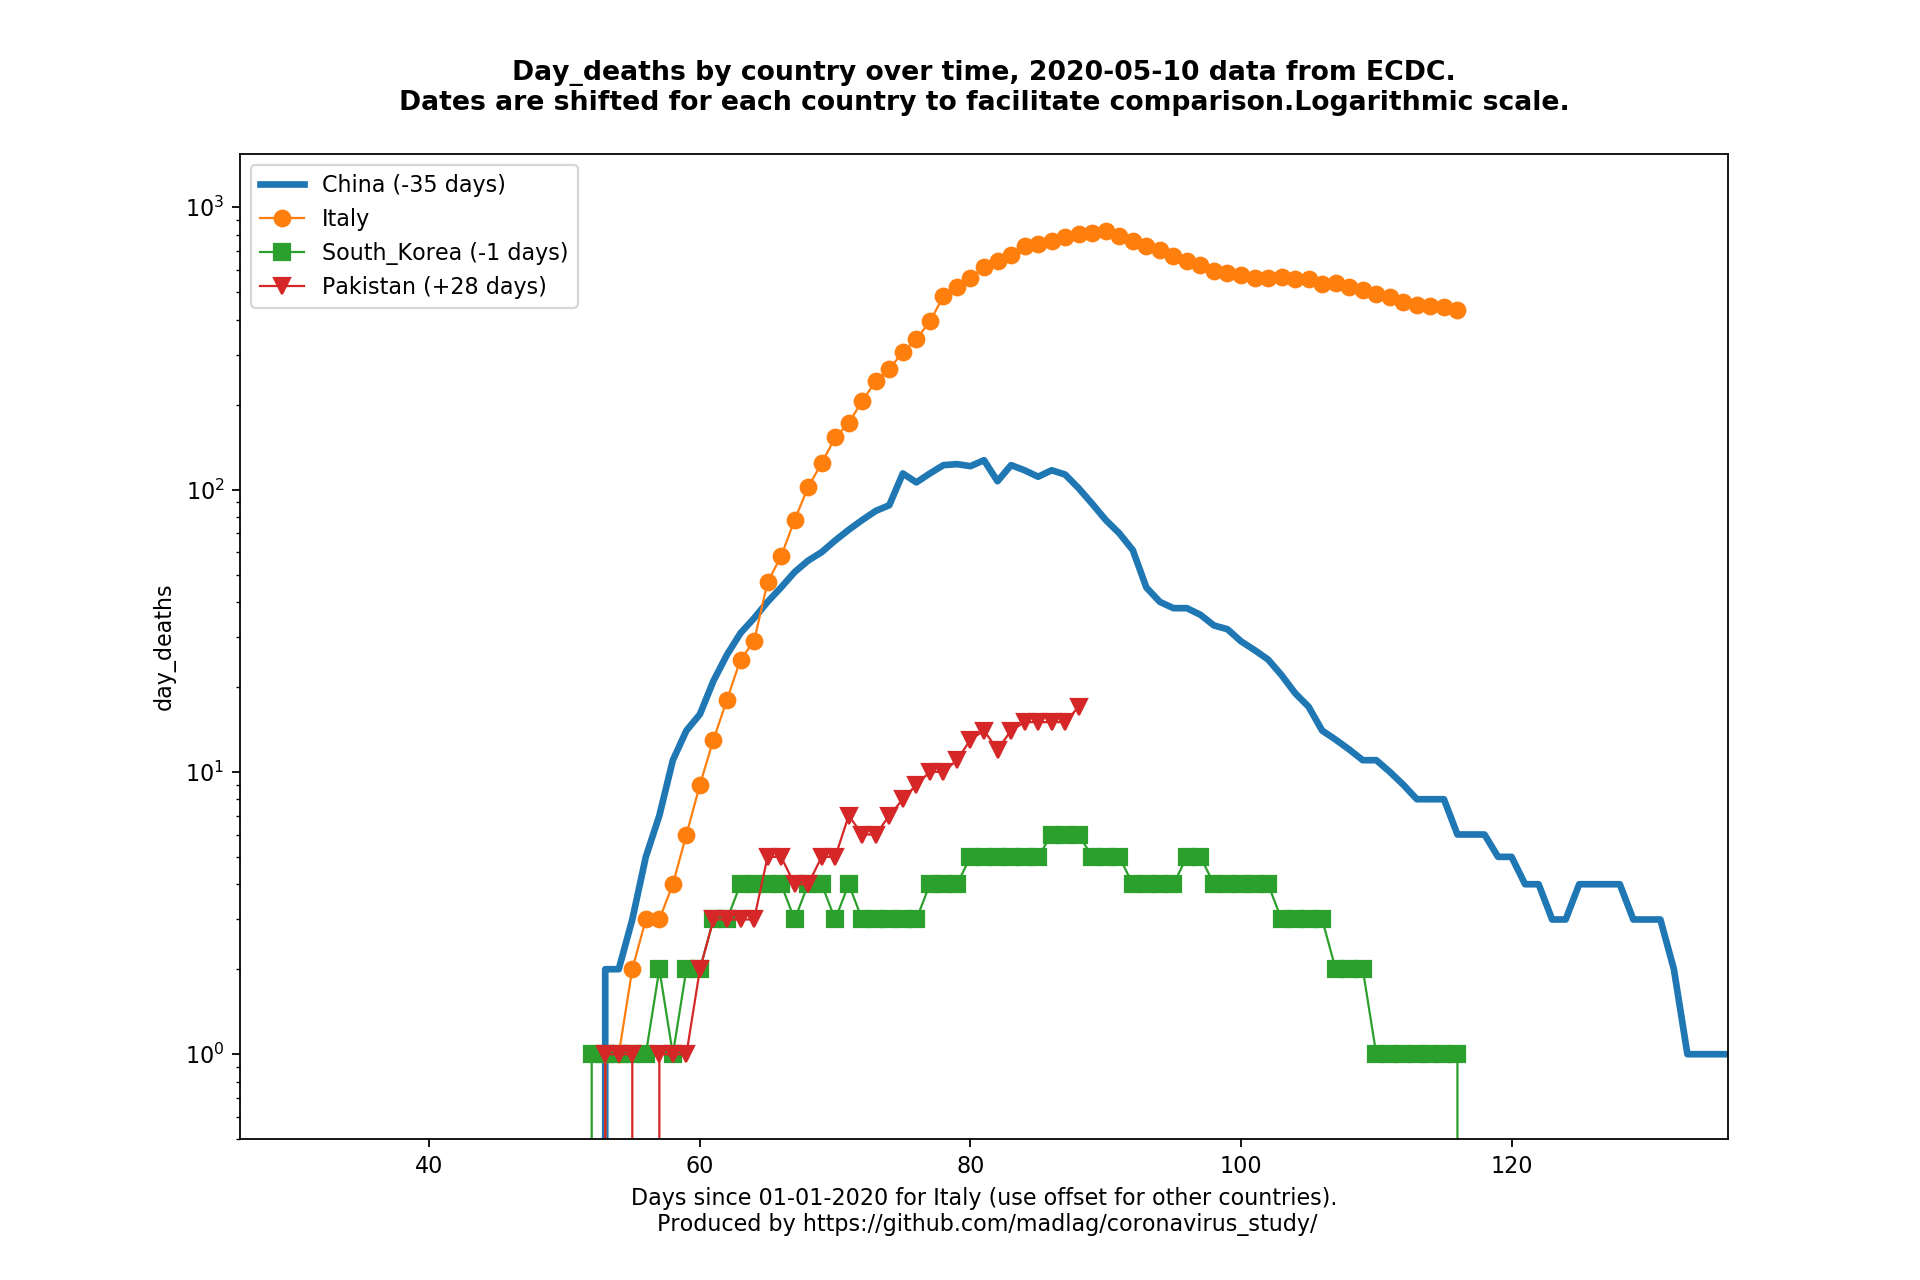 Day_deaths by country over time, 2020-05-10 data from ECDC.
Dates are shifted for each country to facilitate comparison.Logarithmic scale.
China (-35 days)
Italy
South_Korea (-1 days)
Pakistan (+28 days)
10³
10²
10¹
10⁰
day_deaths
40 60 80 100 120
Days since 01-01-2020 for Italy (use offset for other countries).
Produced by https://github.com/madlag/coronavirus_study/